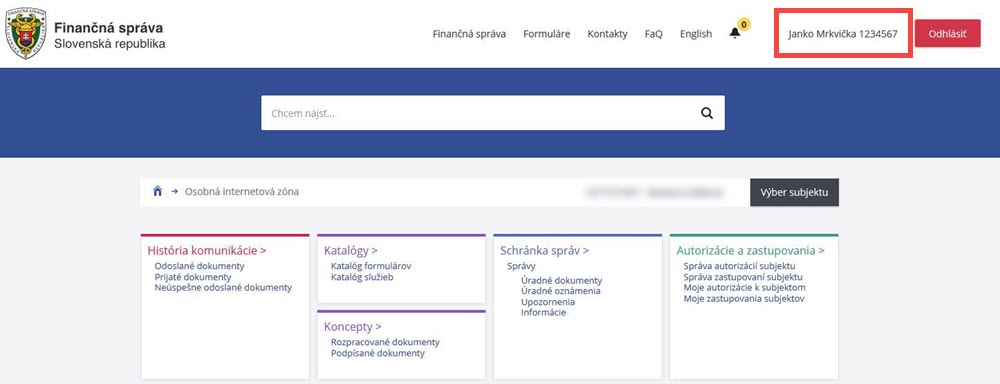 Finančná správa
Slovenská republika
Finančná správa Formuláre Kontakty FaQ English 0 Janko Mrkvička 1234567 Odhlásiť
Chcem nájsť...
Osobná internetová zóna Výber subjektu
História komunikácie >
Odoslané dokumenty
Prijaté dokumenty
Neúspešne odoslané dokumenty
Katalógy >
Katalóg formulárov
Katalóg služieb
Koncepty >
Rozpracované dokumenty
Podpísané dokumenty
Schránka správ >
Správy
Úradné dokumenty
Úradné oznámenia
Upozornenia
Informácie
Autorizácie a zastupovania >
Správa autorizácií subjektu
Správa zastupovaní subjektu
Moje autorizácie k subjektom
Moje zastupovania subjektov